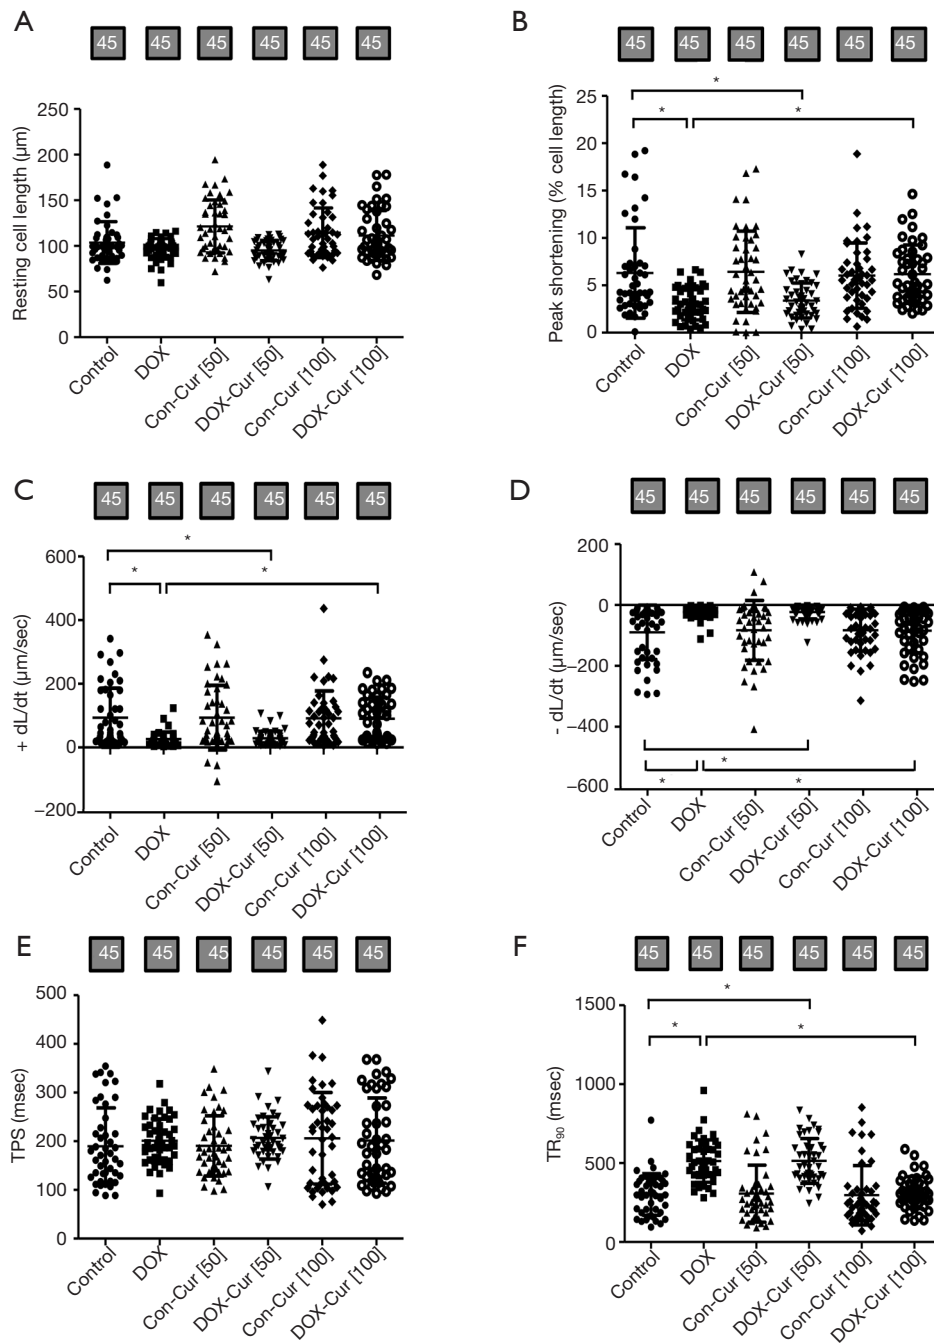 A
45 45 45 45 45 45
Resting cell length (μm)
250
200
150
100
50
0
Control
DOX
Con-Cur [50]
DOX-Cur [50]
Con-Cur [100]
DOX-Cur [100]
B
45 45 45 45 45 45
Peak shortening (% cell length)
25
20
15
10
5
0
*
*
*
Control
DOX
Con-Cur [50]
DOX-Cur [50]
Con-Cur [100]
DOX-Cur [100]
C
45 45 45 45 45 45
+ dL/dt (μm/sec)
600
400
200
0
–200
*
*
*
Control
DOX
Con-Cur [50]
DOX-Cur [50]
Con-Cur [100]
DOX-Cur [100]
D
45 45 45 45 45 45
- dL/dt (μm/sec)
200
0
–200
–400
–600
*
*
*
Control
DOX
Con-Cur [50]
DOX-Cur [50]
Con-Cur [100]
DOX-Cur [100]
E
45 45 45 45 45 45
TPS (msec)
500
400
300
200
100
0
Control
DOX
Con-Cur [50]
DOX-Cur [50]
Con-Cur [100]
DOX-Cur [100]
F
45 45 45 45 45 45
TR90 (msec)
1500
1000
500
0
*
*
*
Control
DOX
Con-Cur [50]
DOX-Cur [50]
Con-Cur [100]
DOX-Cur [100]